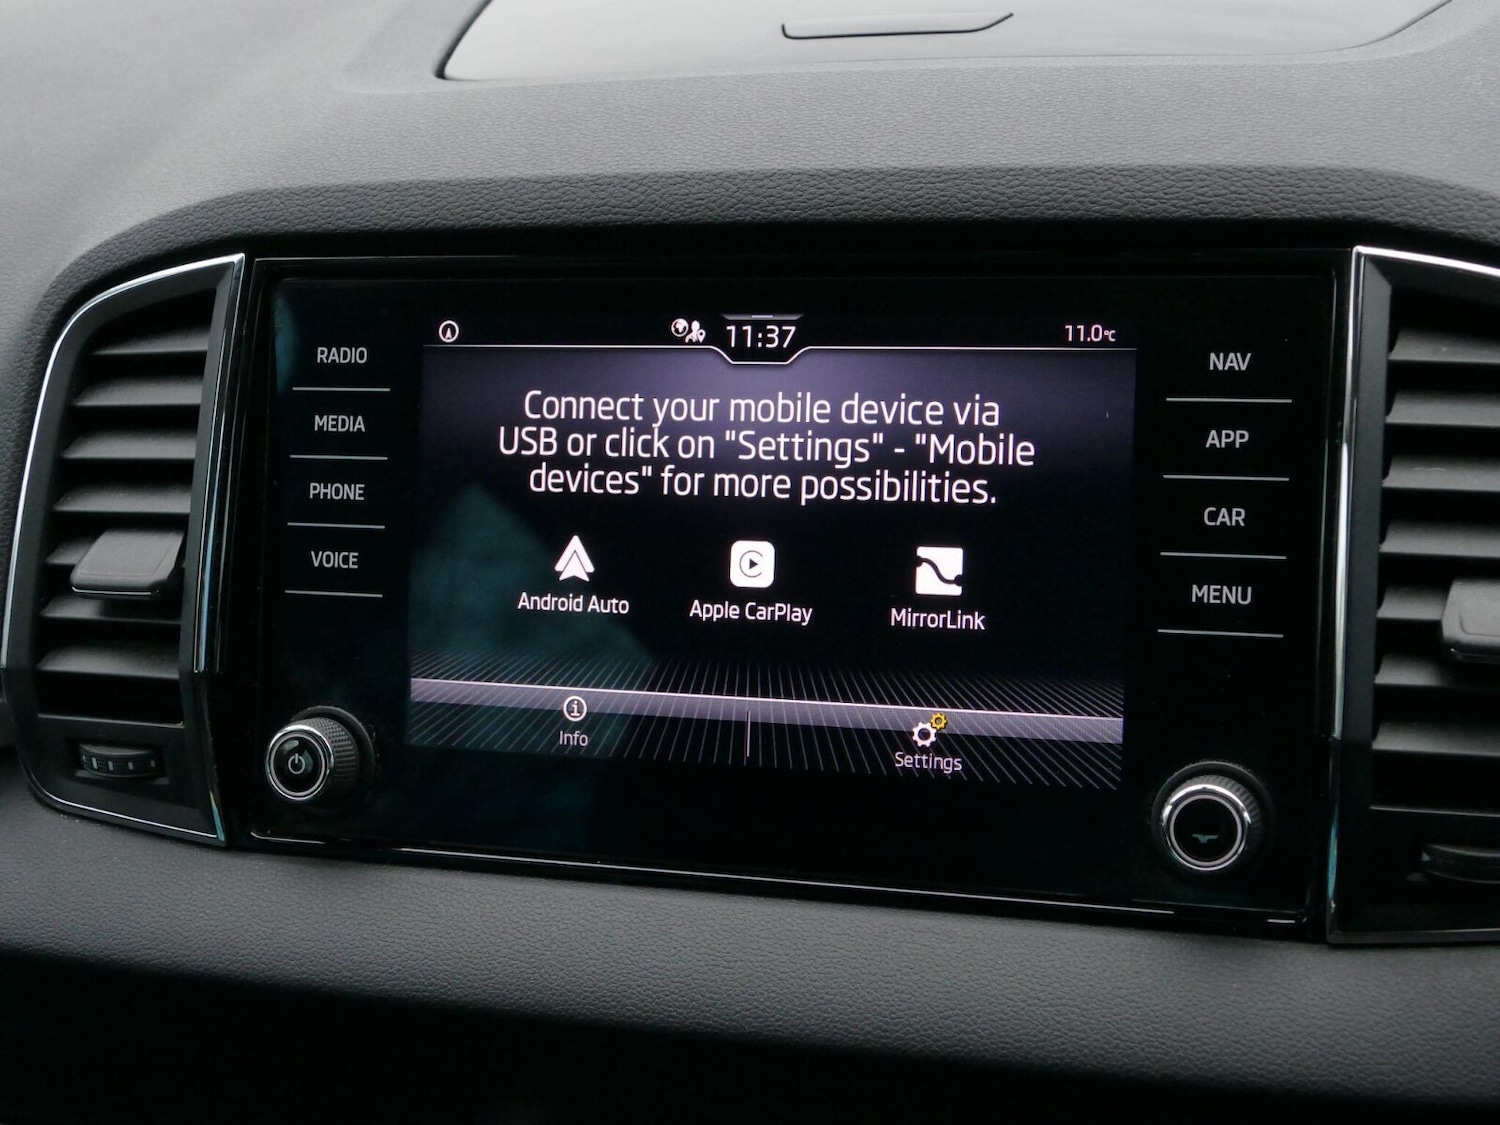 11:37
11.0°C
RADIO
MEDIA
PHONE
VOICE
Connect your mobile device via
USB or click on "Settings" - "Mobile
devices" for more possibilities.
Android Auto
Apple CarPlay
MirrorLink
Info
Settings
NAV
APP
CAR
MENU